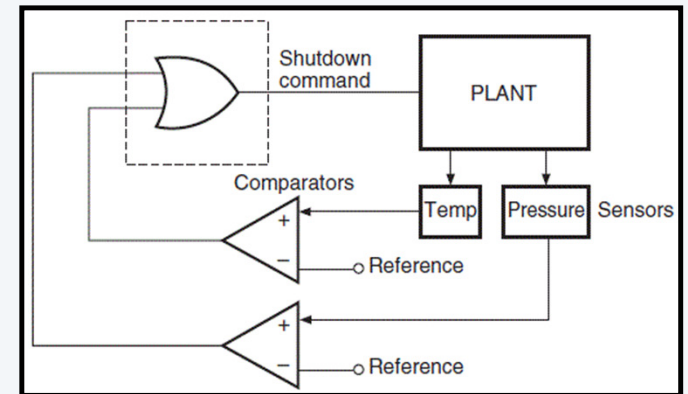 Shutdown
command
PLANT
Comparators
Temp
Pressure
Sensors
+
−
Reference
+
−
Reference